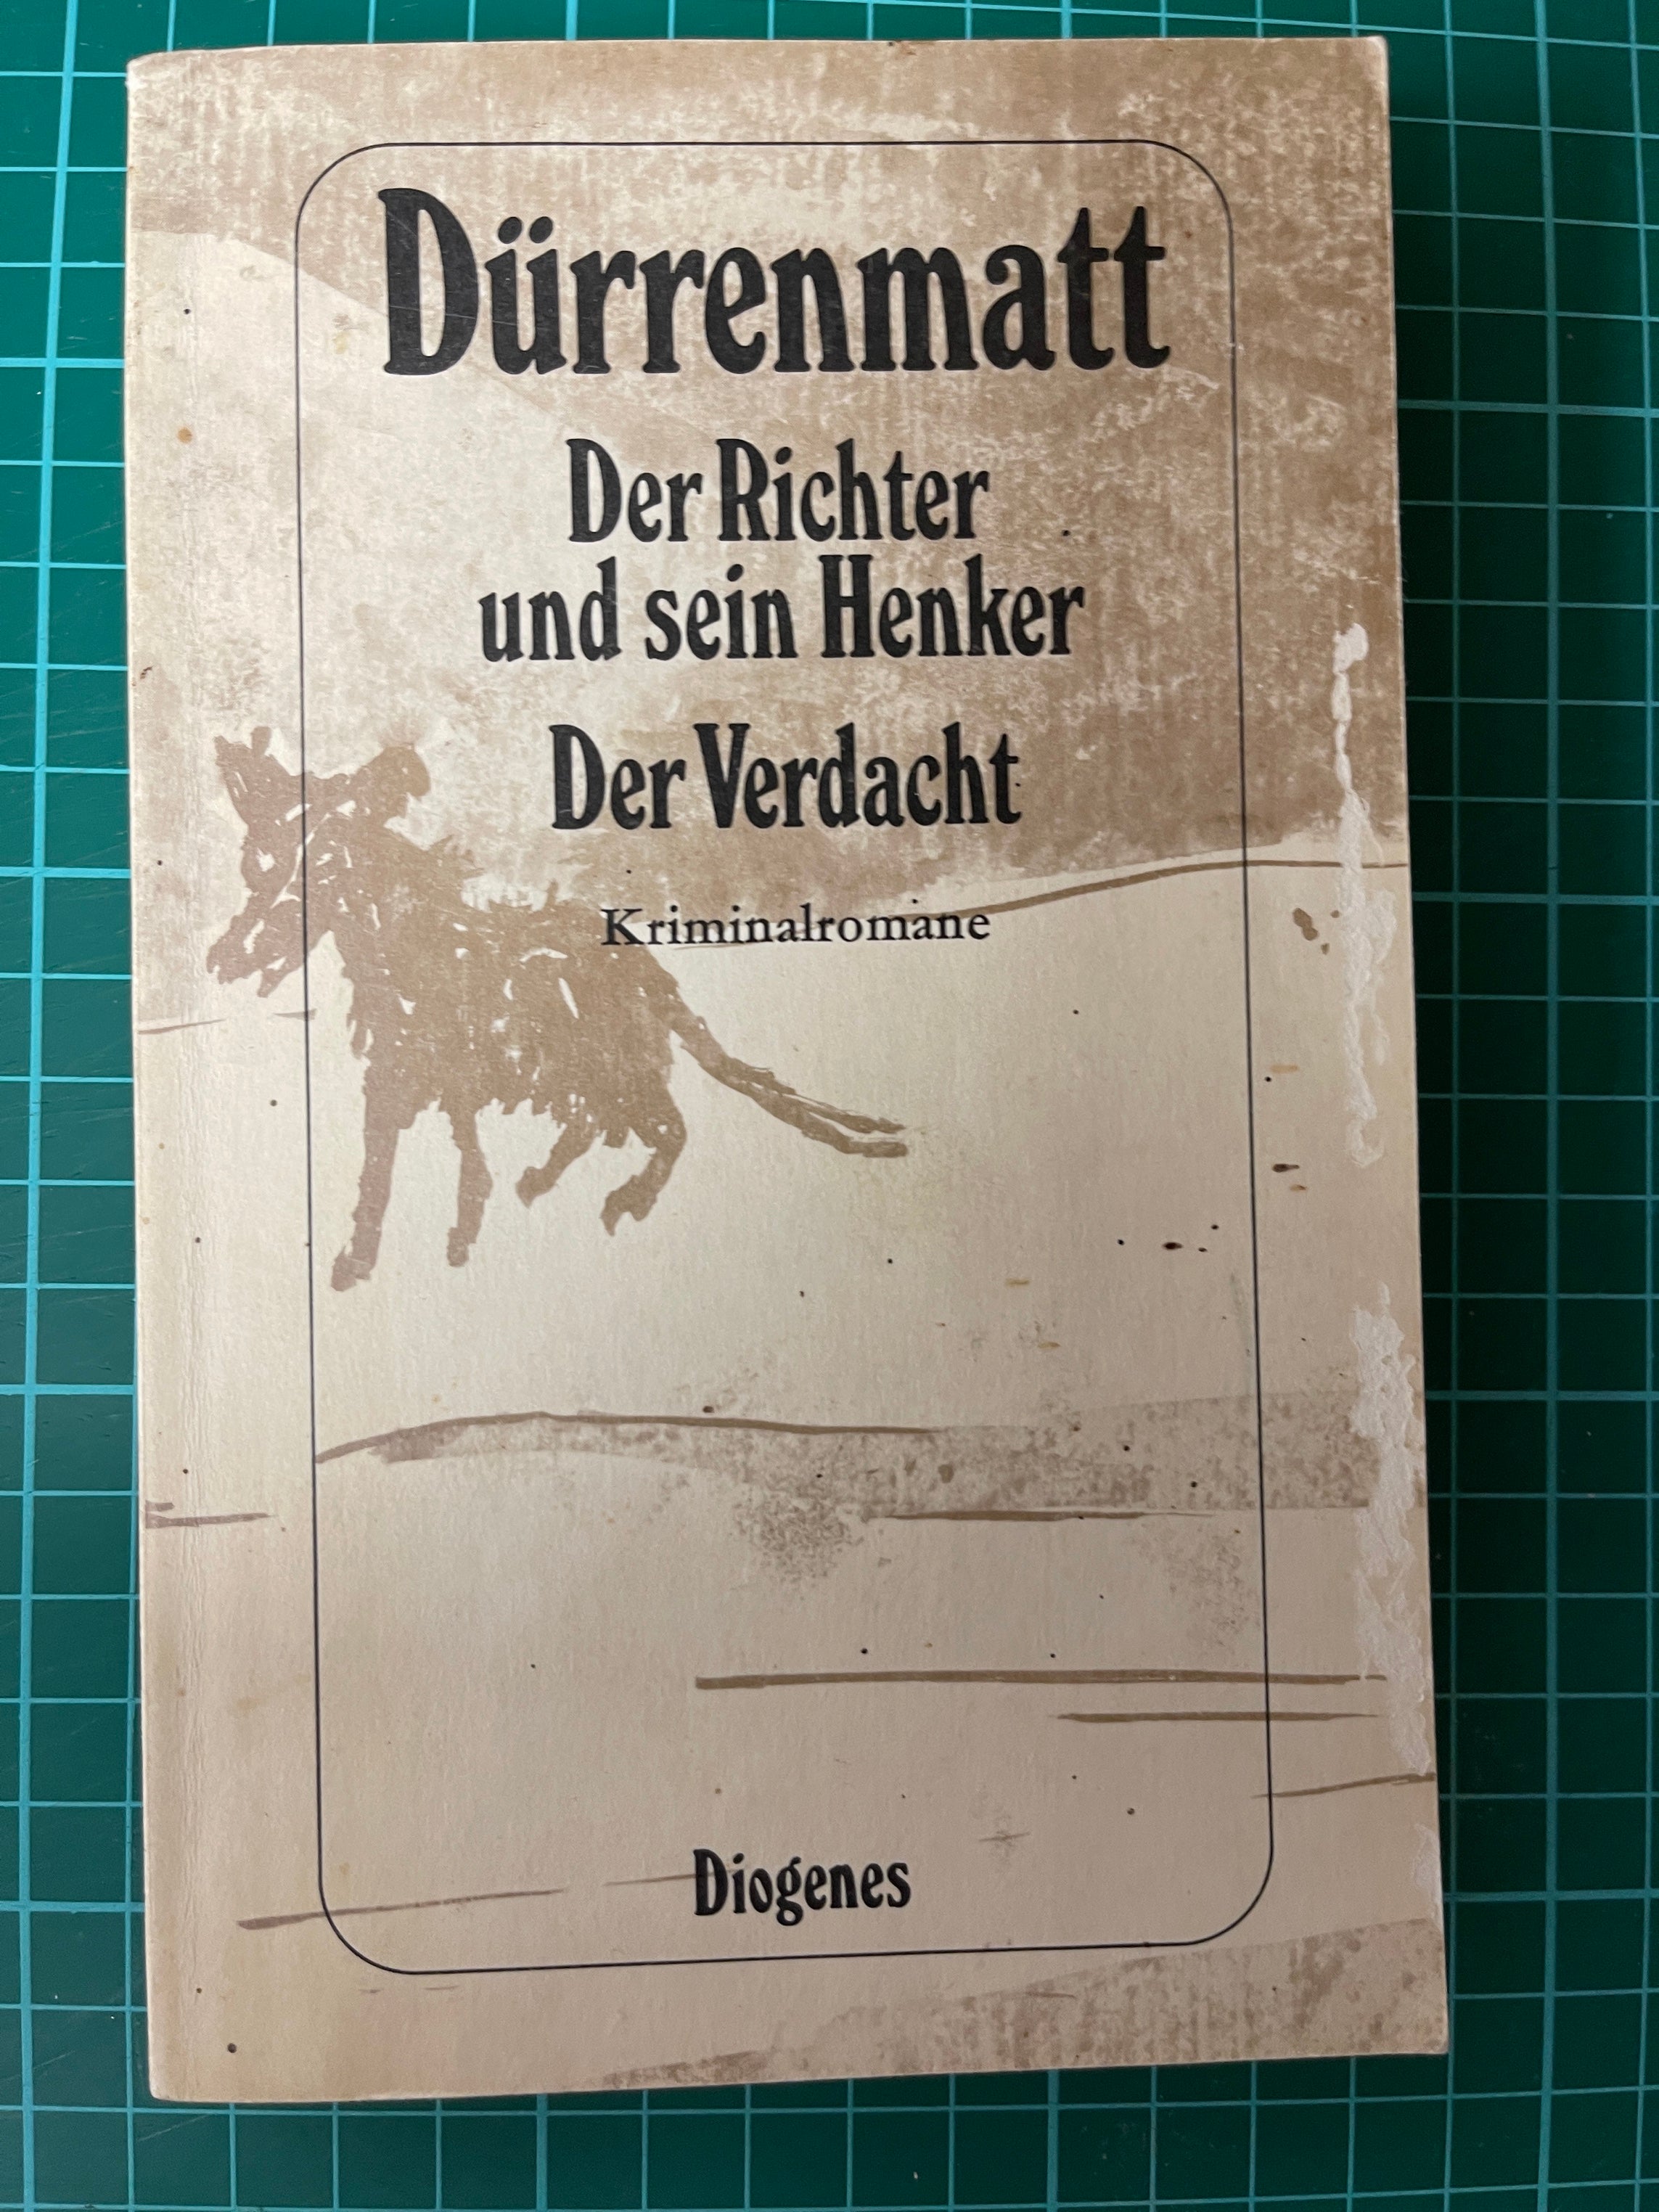 Dürrenmatt
Der Richter
und sein Henker
Der Verdacht
Kriminalromane
Diogenes